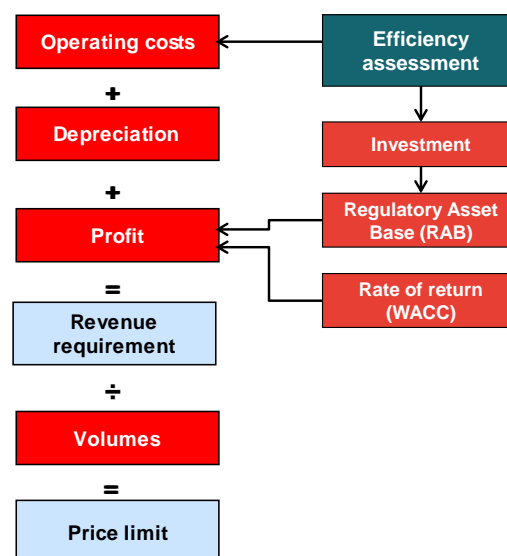 Operating costs
Efficiency
assessment
+
Depreciation
Investment
+
Profit
Regulatory Asset
Base (RAB)
=
Rate of return
(WACC)
Revenue
requirement
÷
Volumes
=
Price limit